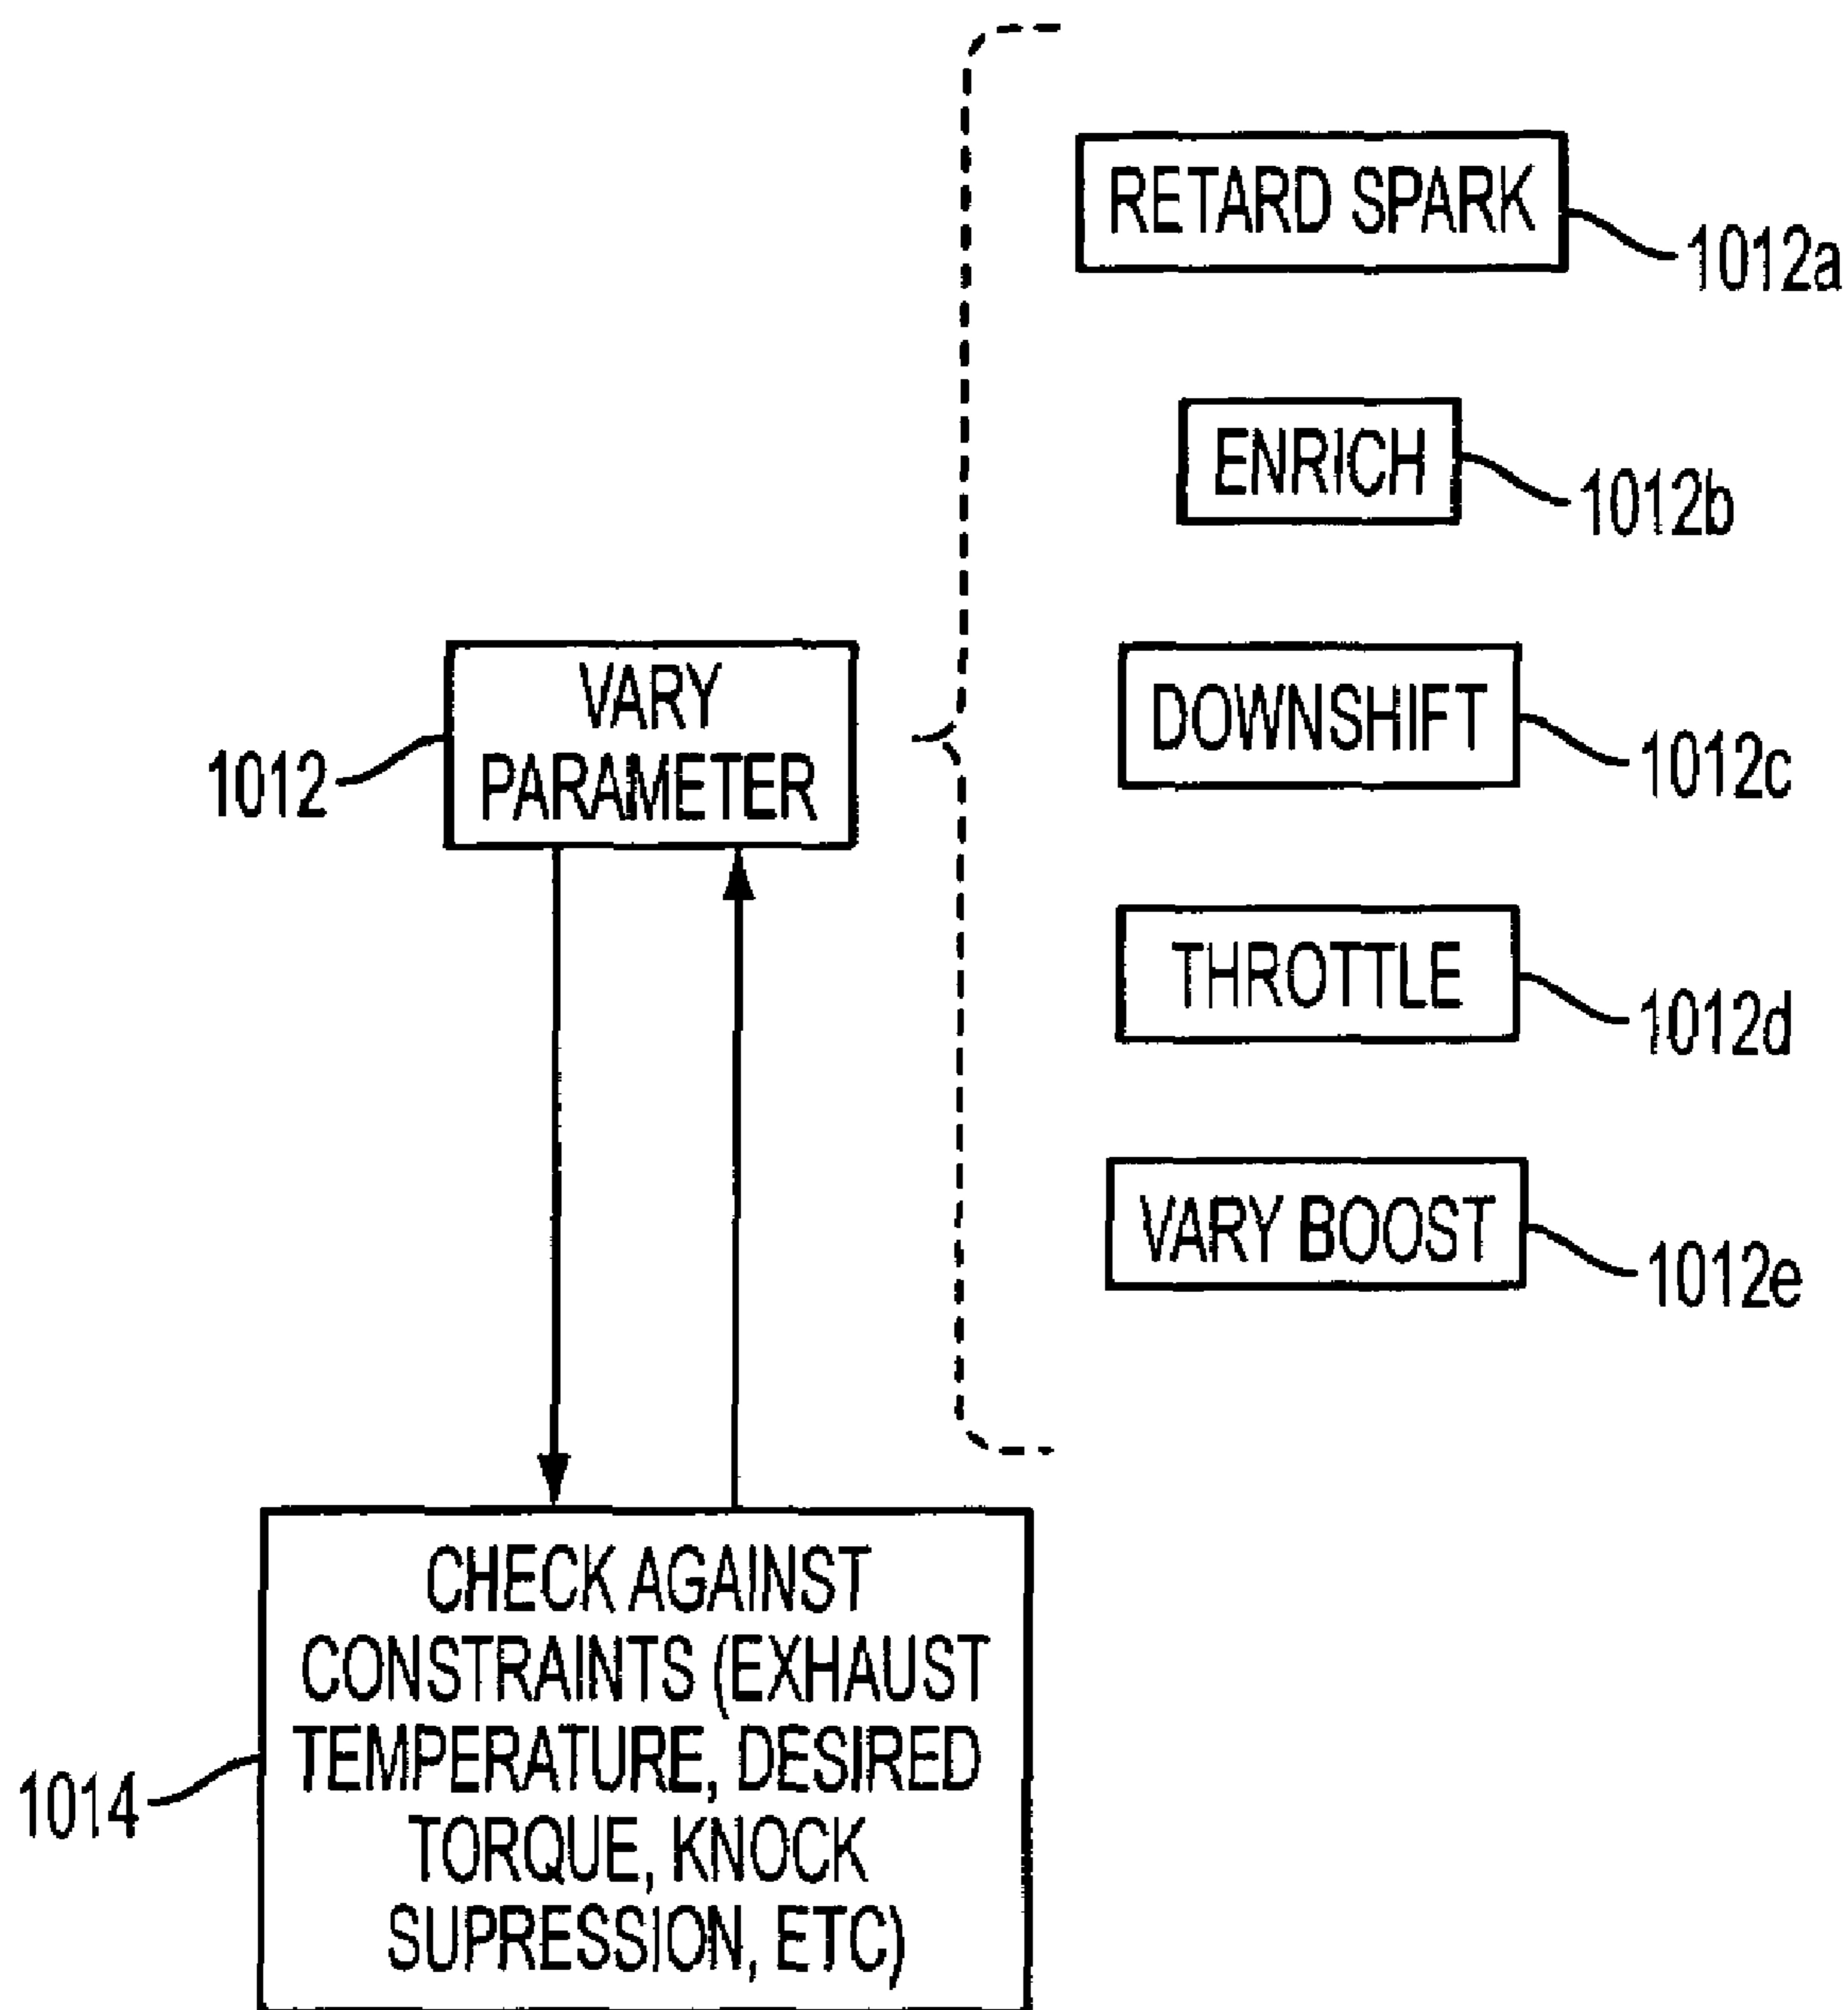 RETARD SPARK
1012a
ENRICH
1012b
VARY
PARAMETER
1012
DOWNSHIFT
1012c
THROTTLE
1012d
VARY BOOST
1012e
CHECK AGAINST
CONSTRAINTS (EXHAUST
TEMPERATURE, DESIRED
TORQUE, KNOCK
SUPRESSION, ETC)
1014